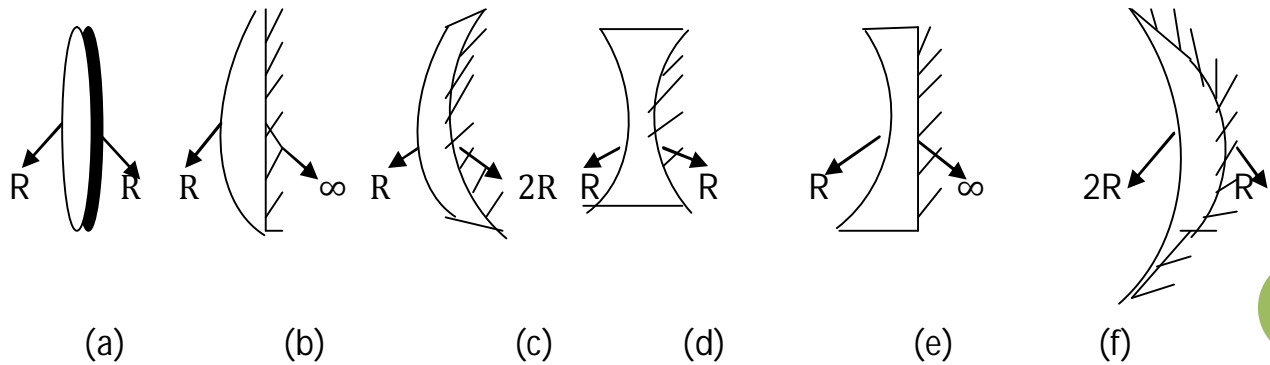 R R R ∞ R 2R R R R ∞ 2R R
(a) (b) (c) (d) (e) (f)